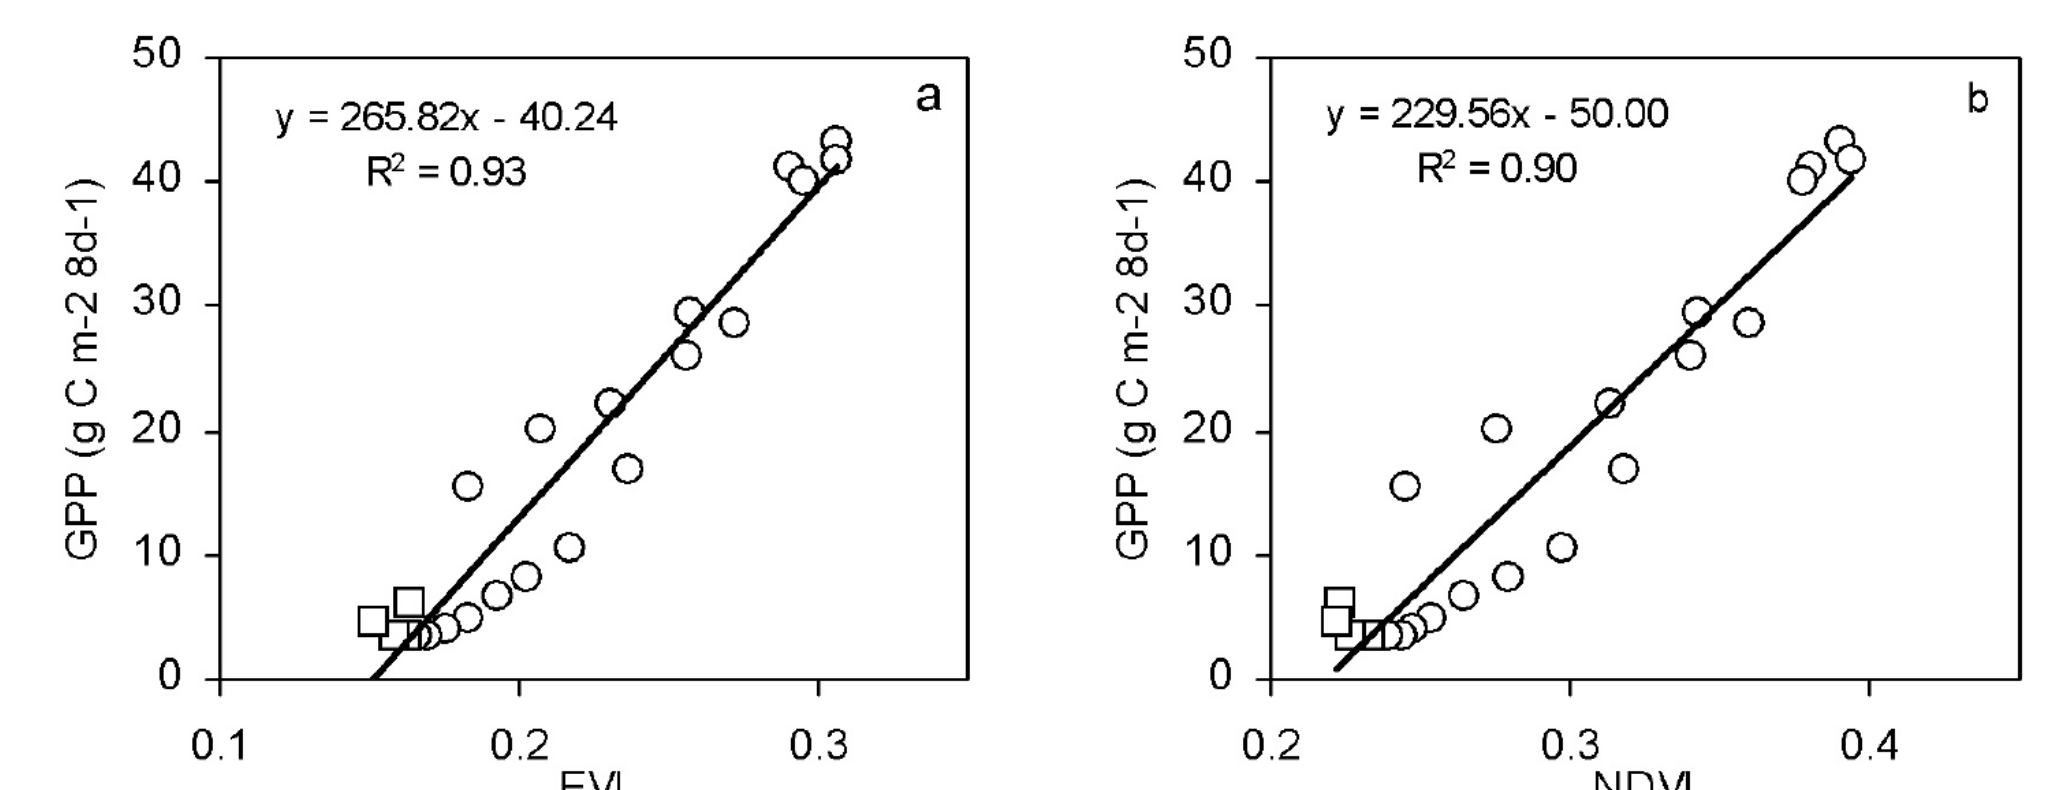 50
a
y = 265.82x - 40.24
R² = 0.93
40
30
20
10
0
GPP (g C m-2 8d-1)
0.1 0.2 0.3
EVI
50
b
y = 229.56x - 50.00
R² = 0.90
40
30
20
10
0
GPP (g C m-2 8d-1)
0.2 0.3 0.4
NDVI